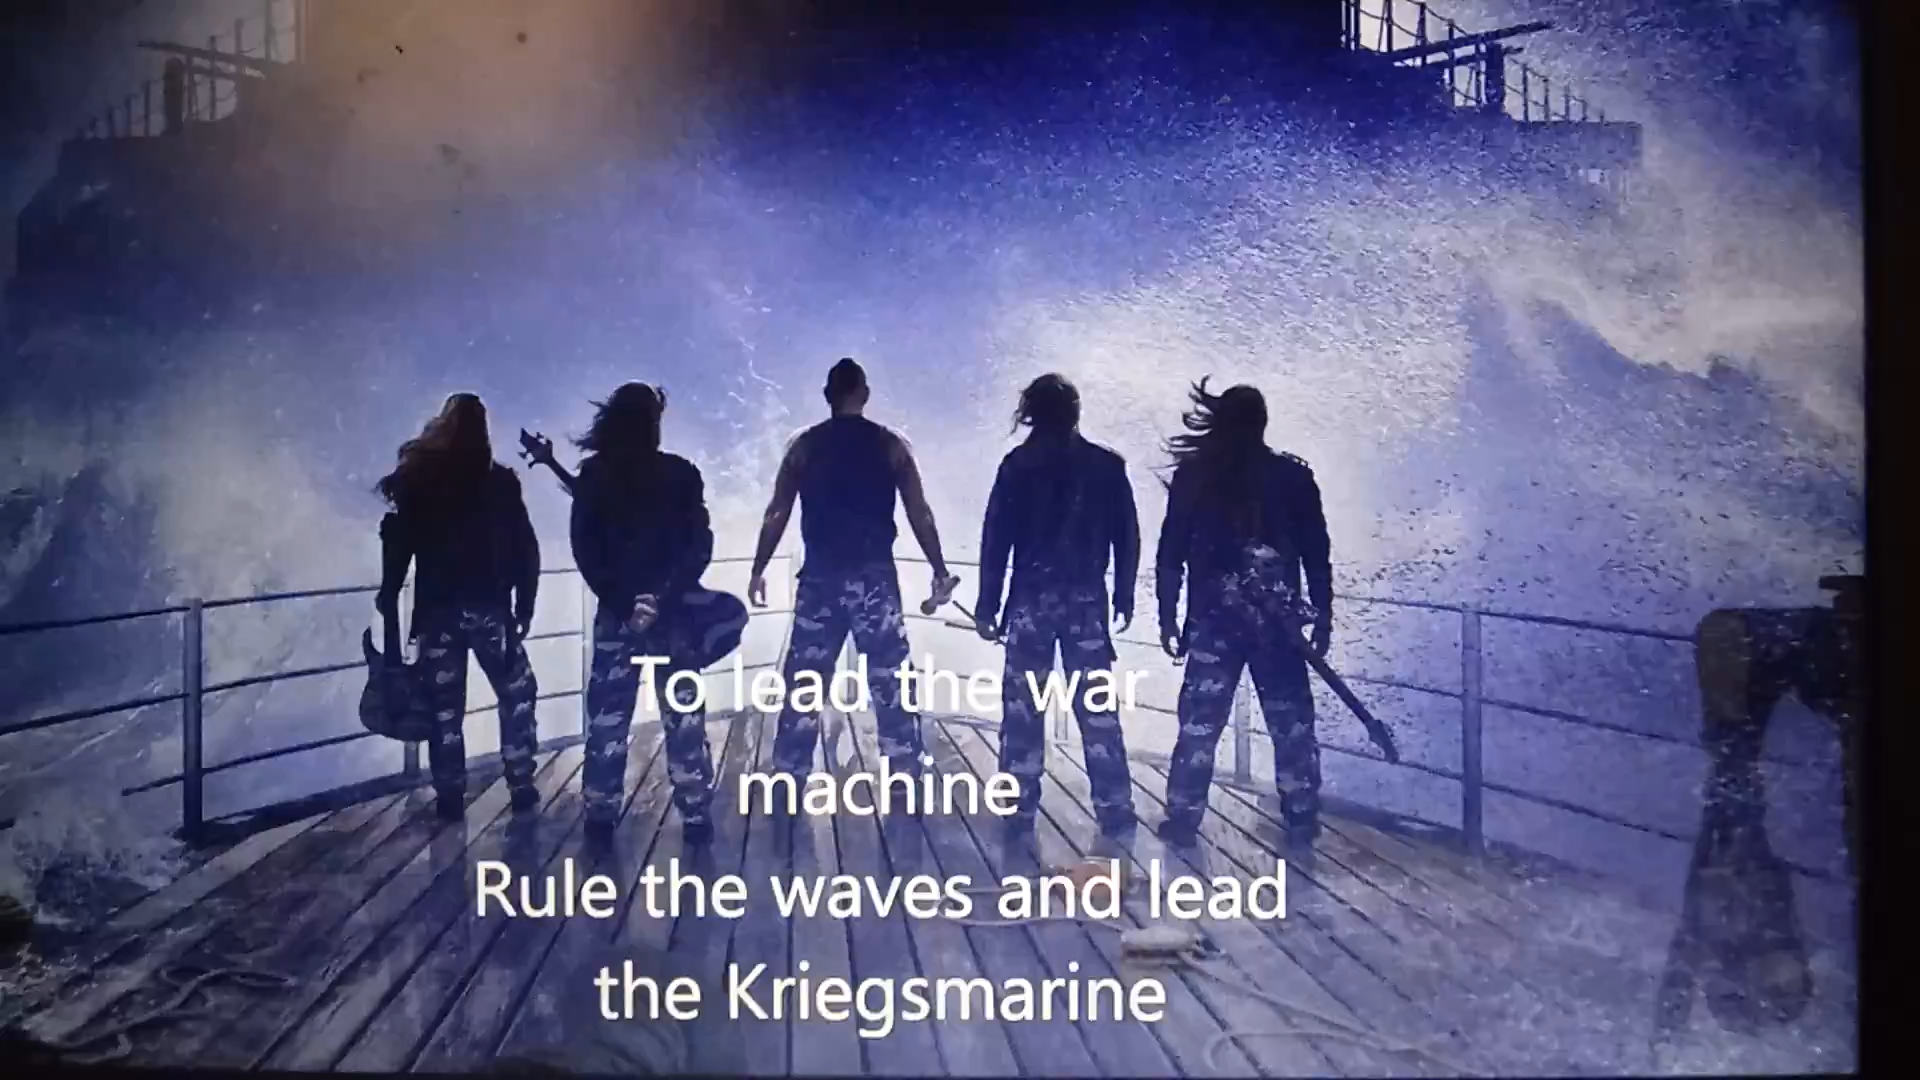 To lead the war
machine
Rule the waves and lead
the Kriegsmarine